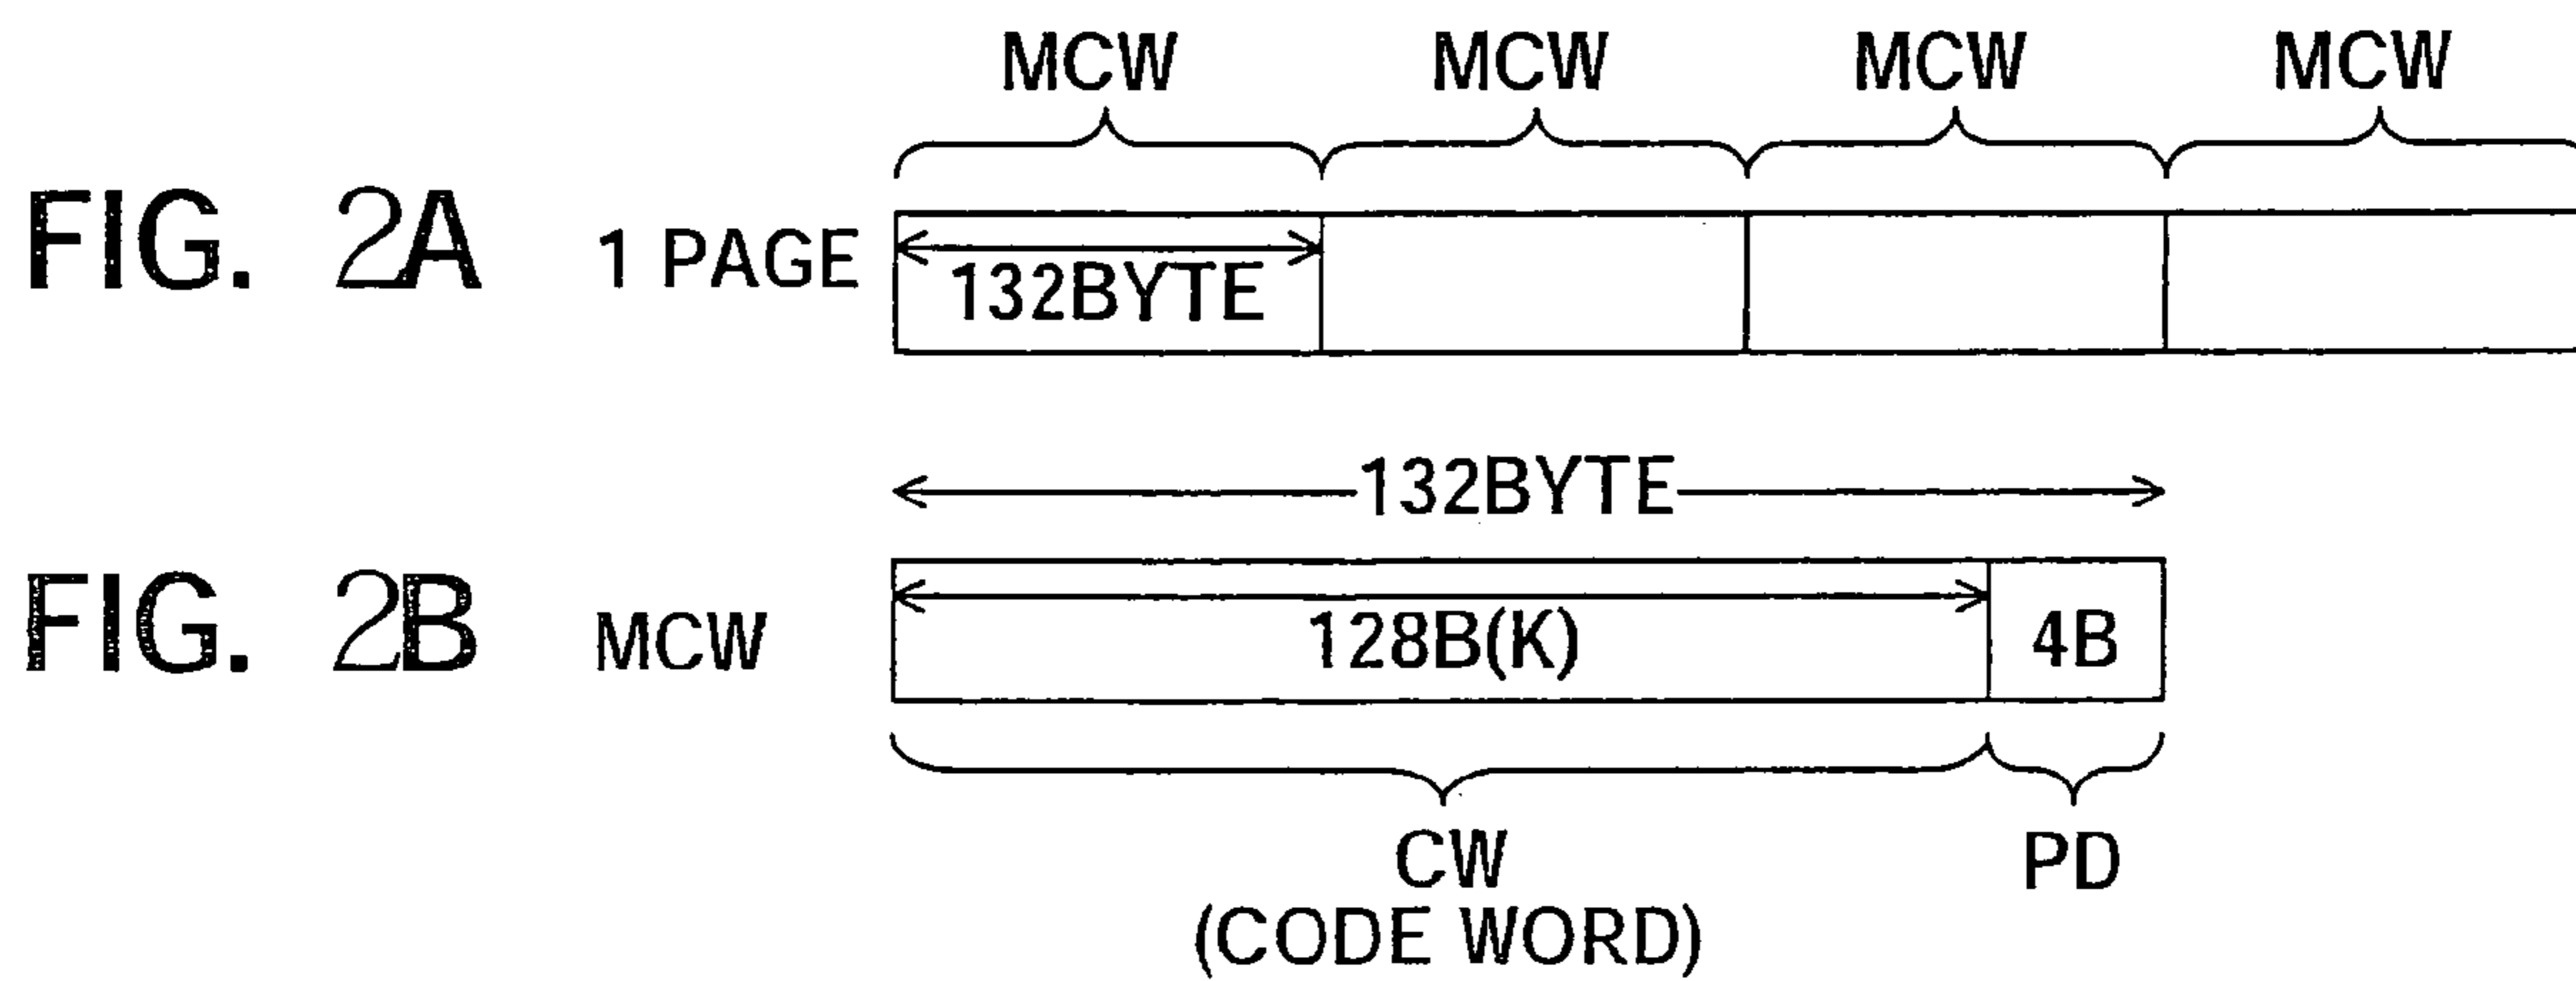 MCW MCW MCW MCW
FIG. 2A 1 PAGE 132BYTE
132BYTE
FIG. 2B MCW 128B(K) 4B
CW PD
(CODE WORD)